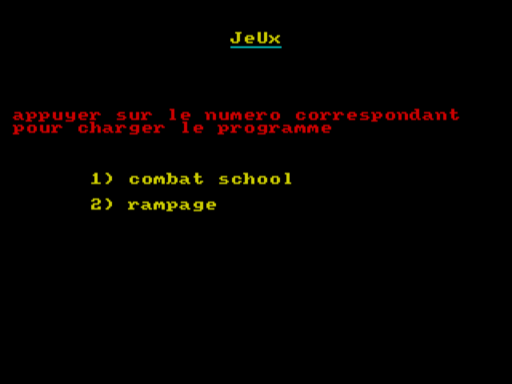 JeUx
appuyer sur le numero correspondant
pour charger le programme
1) combat school
2) rampage